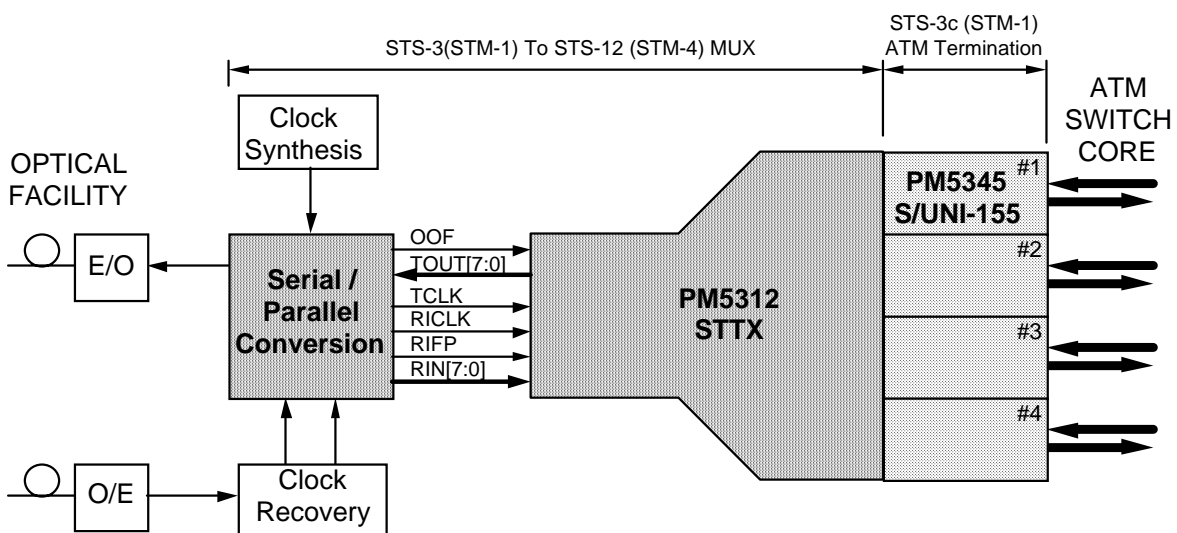 STS-3(STM-1) To STS-12 (STM-4) MUX
STS-3c (STM-1)
ATM Termination
ATM
SWITCH
CORE
Clock
Synthesis
OPTICAL
FACILITY
E/O
Serial /
Parallel
Conversion
OOF
TOUT[7:0]
TCLK
RICLK
RIFP
RIN[7:0]
PM5312
STTX
#1
PM5345
S/UNI-155
#2
#3
#4
O/E
Clock
Recovery